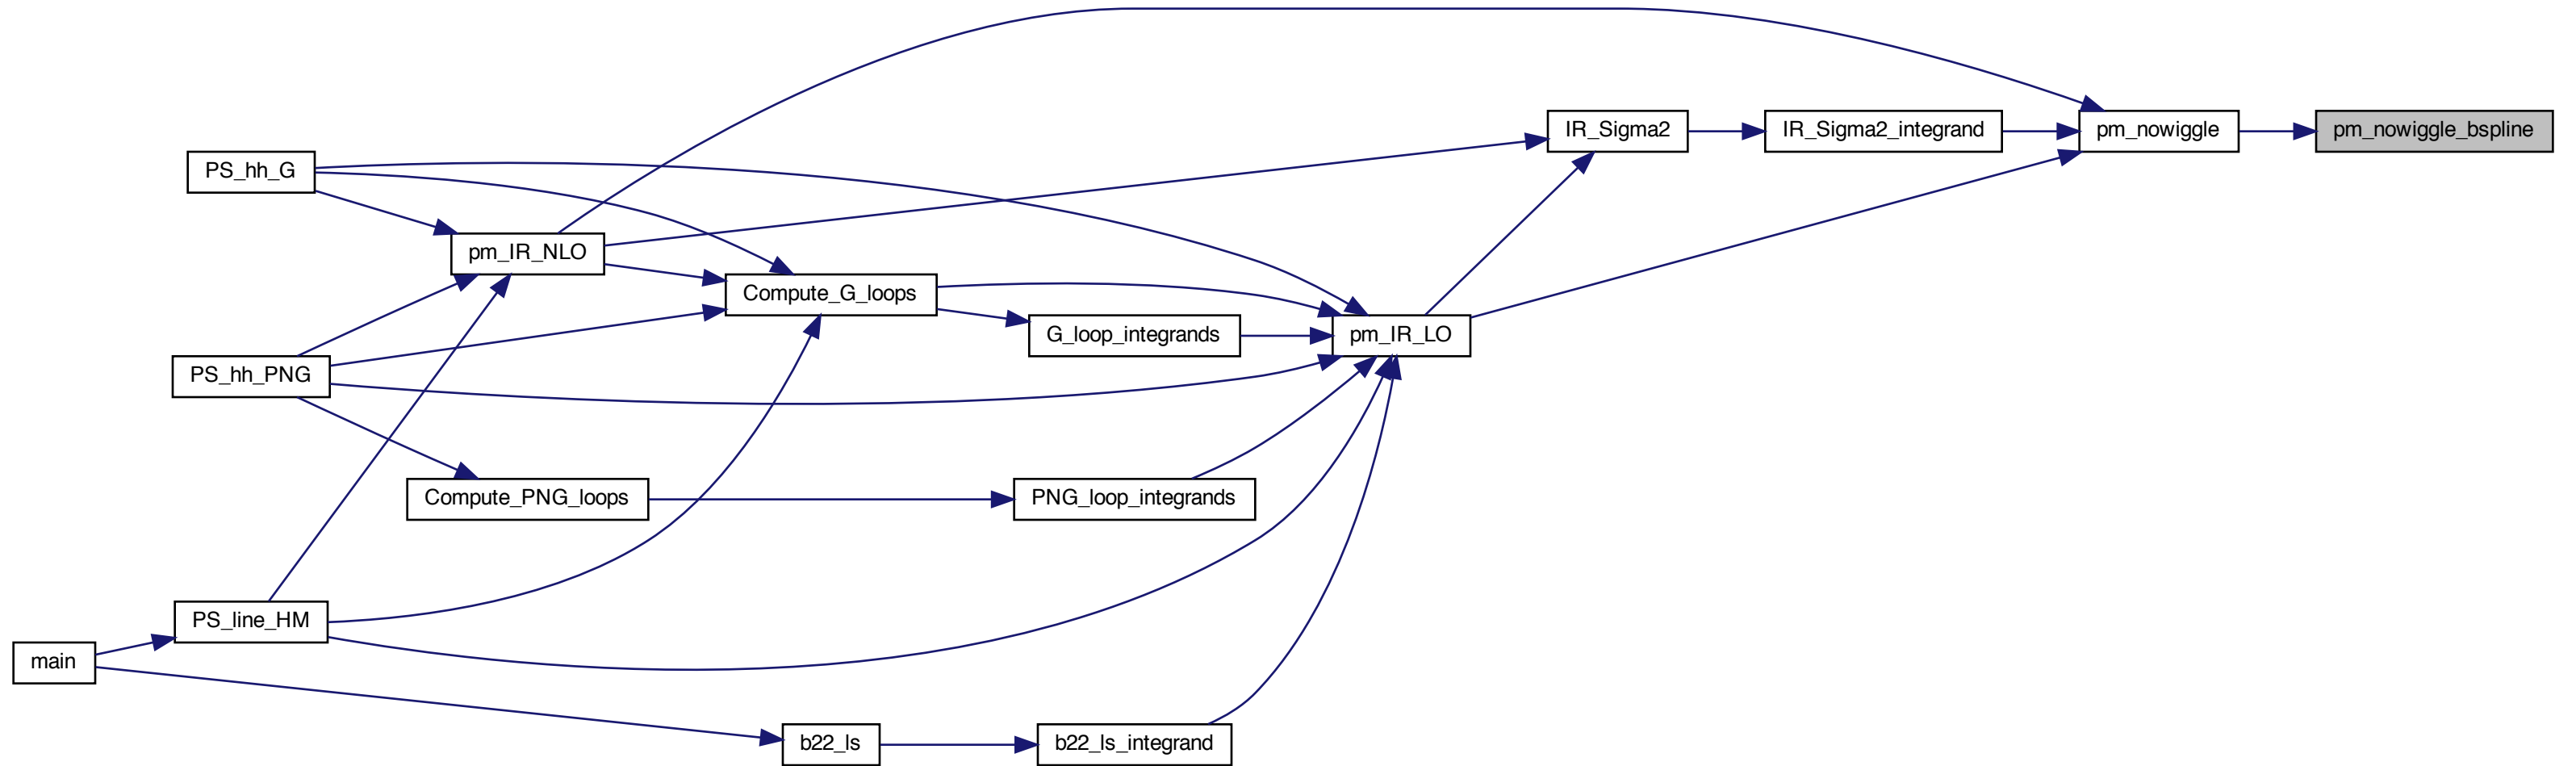 IR_Sigma2
IR_Sigma2_integrand
pm_nowiggle
pm_nowiggle_bspline
PS_hh_G
pm_IR_NLO
Compute_G_loops
G_loop_integrands
pm_IR_LO
PS_hh_PNG
Compute_PNG_loops
PNG_loop_integrands
PS_line_HM
main
b22_ls
b22_ls_integrand